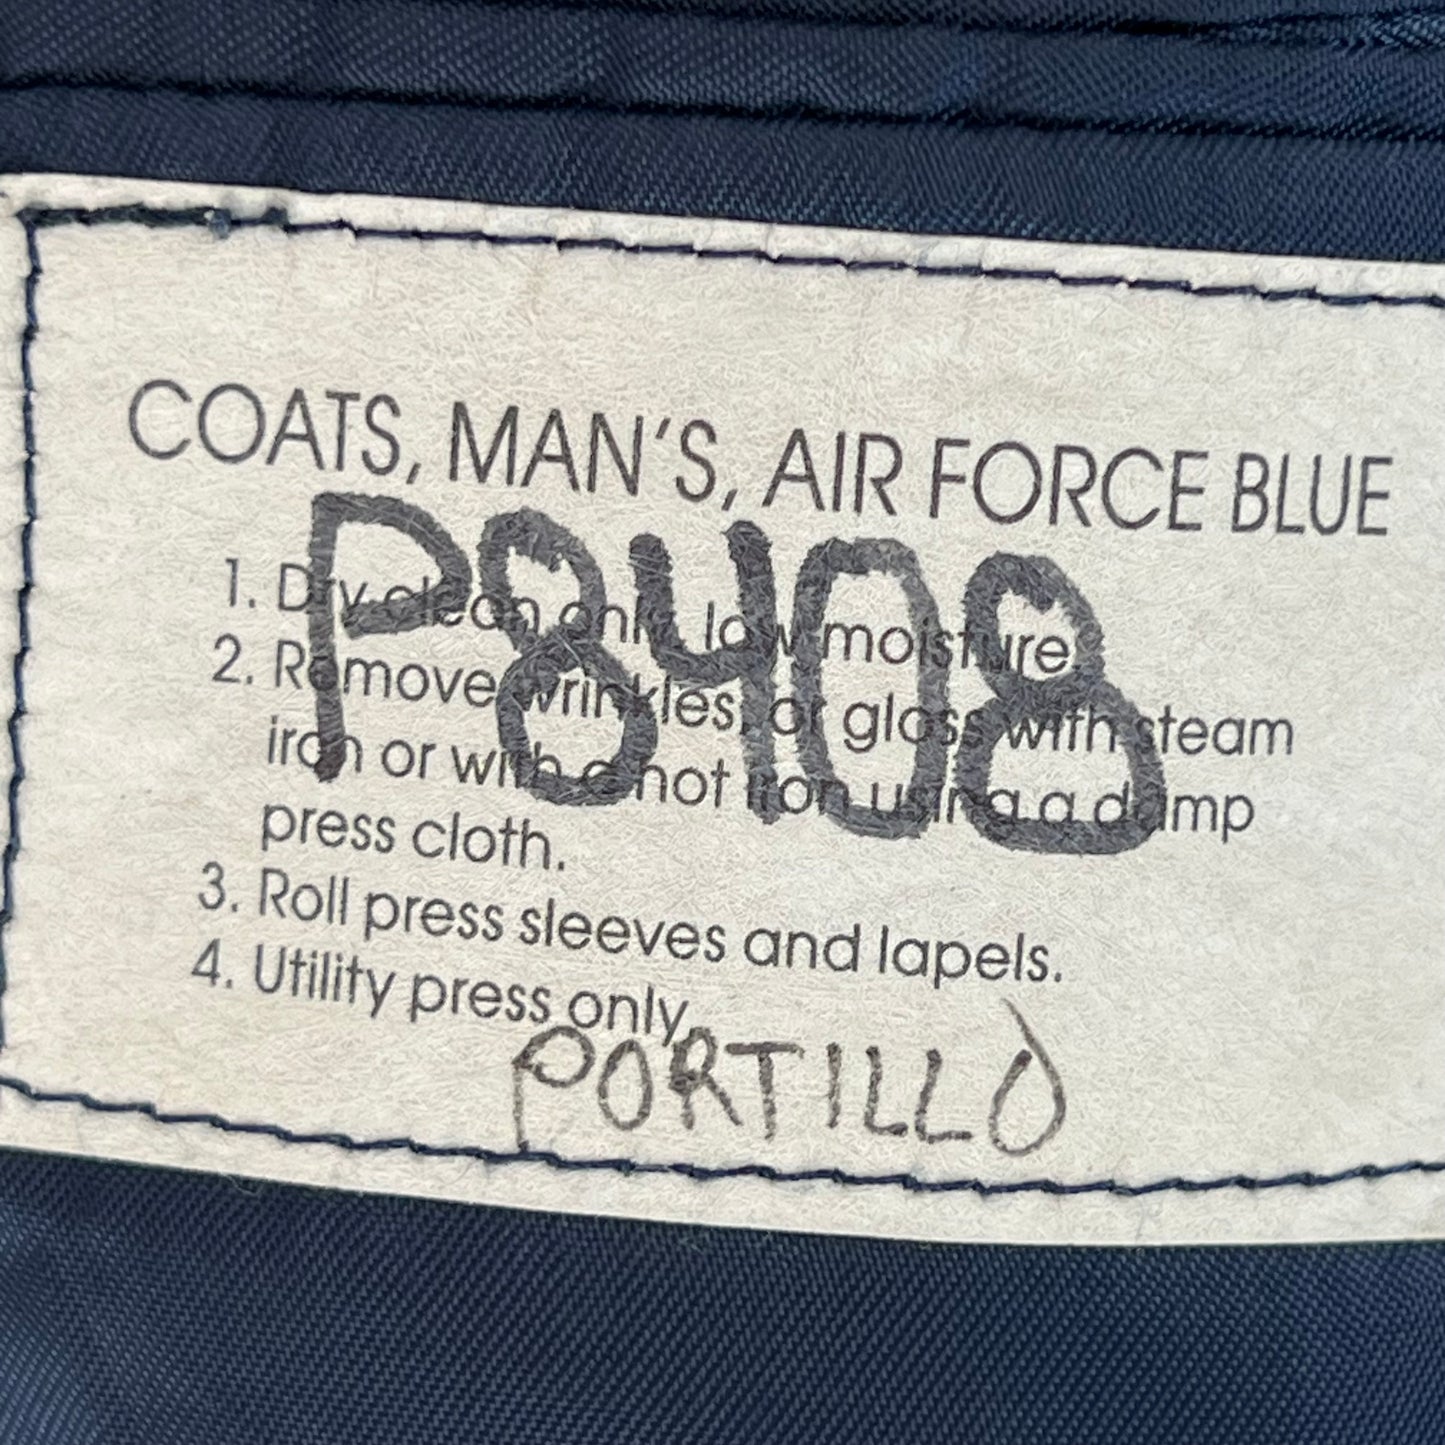 COATS, MAN'S, AIR FORCE BLUE
P8408
1. Dry clean only, low moisture.
2. Remove wrinkles, or gloss with steam
iron or with a hot iron using a damp
press cloth.
3. Roll press sleeves and lapels.
4. Utility press only.
PORTILLO